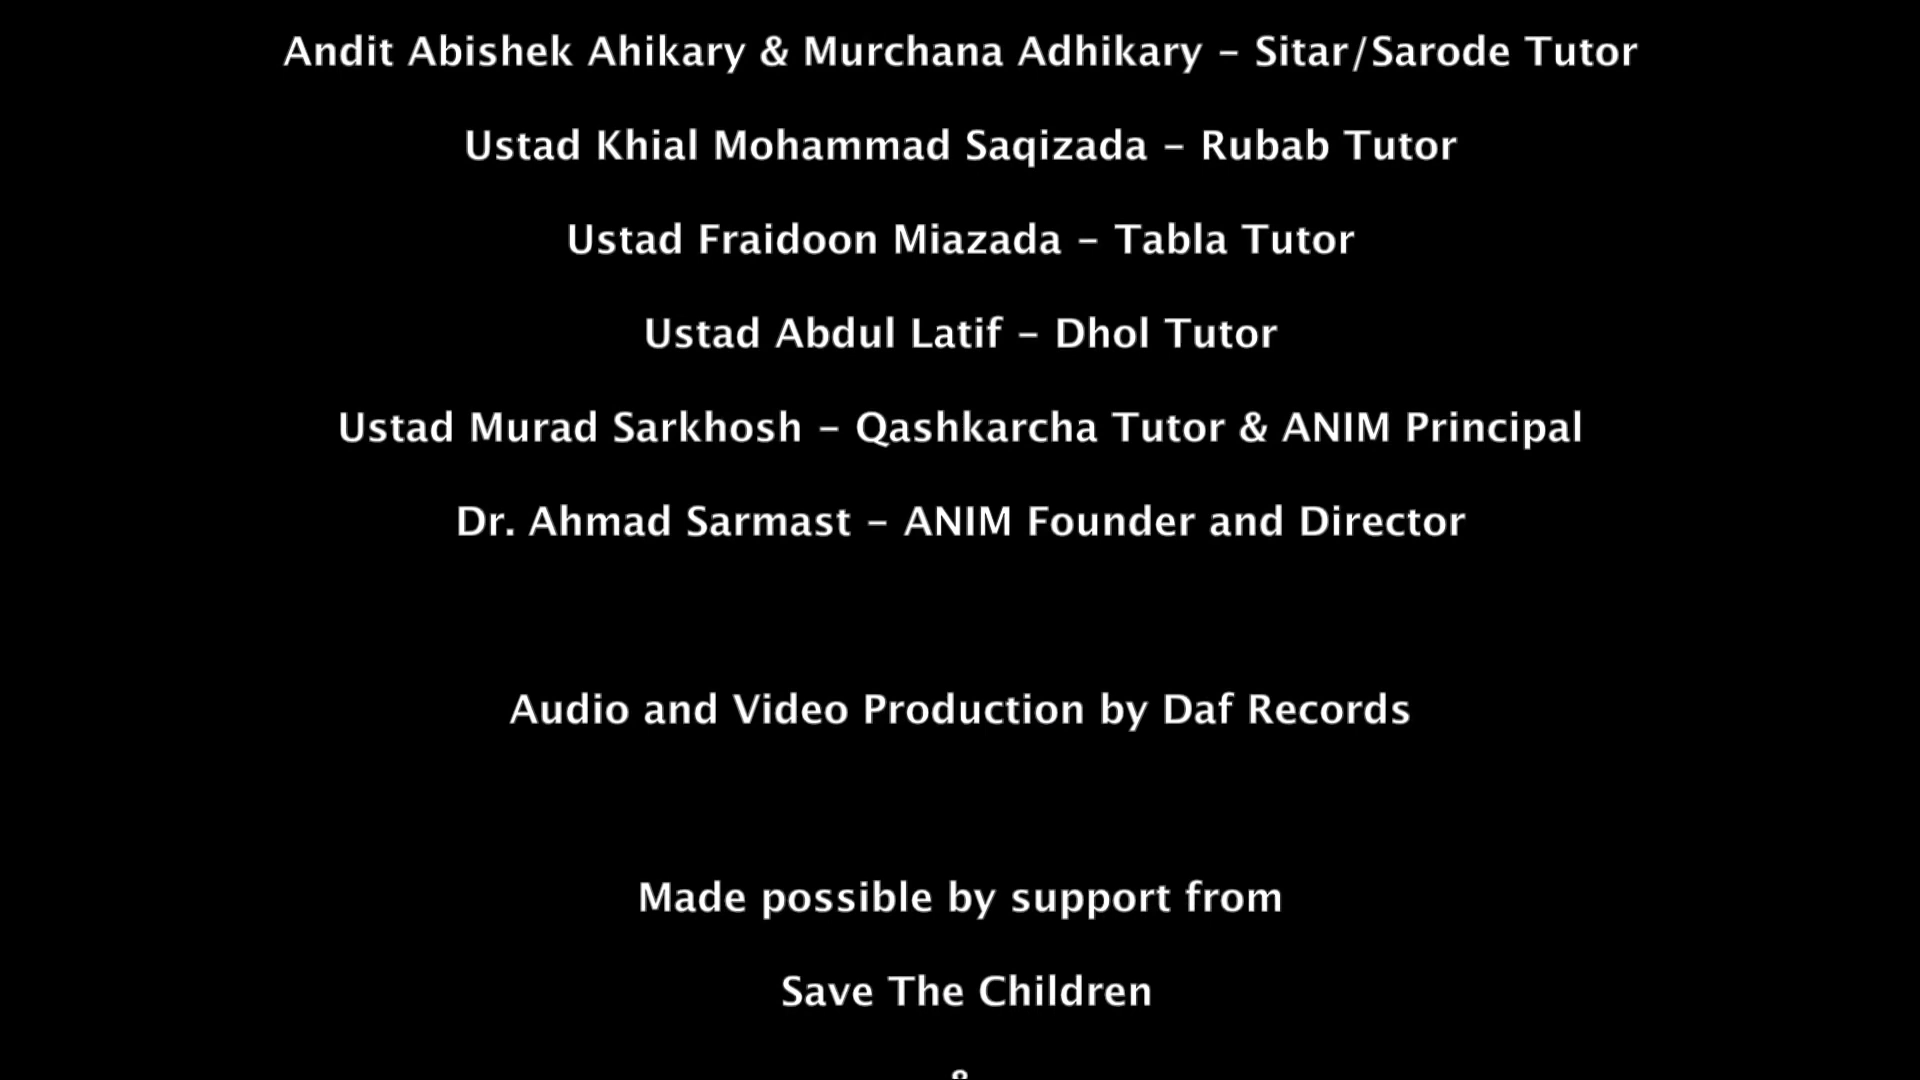 Andit Abishek Ahikary & Murchana Adhikary – Sitar/Sarode Tutor
Ustad Khial Mohammad Saqizada – Rubab Tutor
Ustad Fraidoon Miazada – Tabla Tutor
Ustad Abdul Latif – Dhol Tutor
Ustad Murad Sarkhosh – Qashkarcha Tutor & ANIM Principal
Dr. Ahmad Sarmast – ANIM Founder and Director
Audio and Video Production by Daf Records
Made possible by support from
Save The Children
&